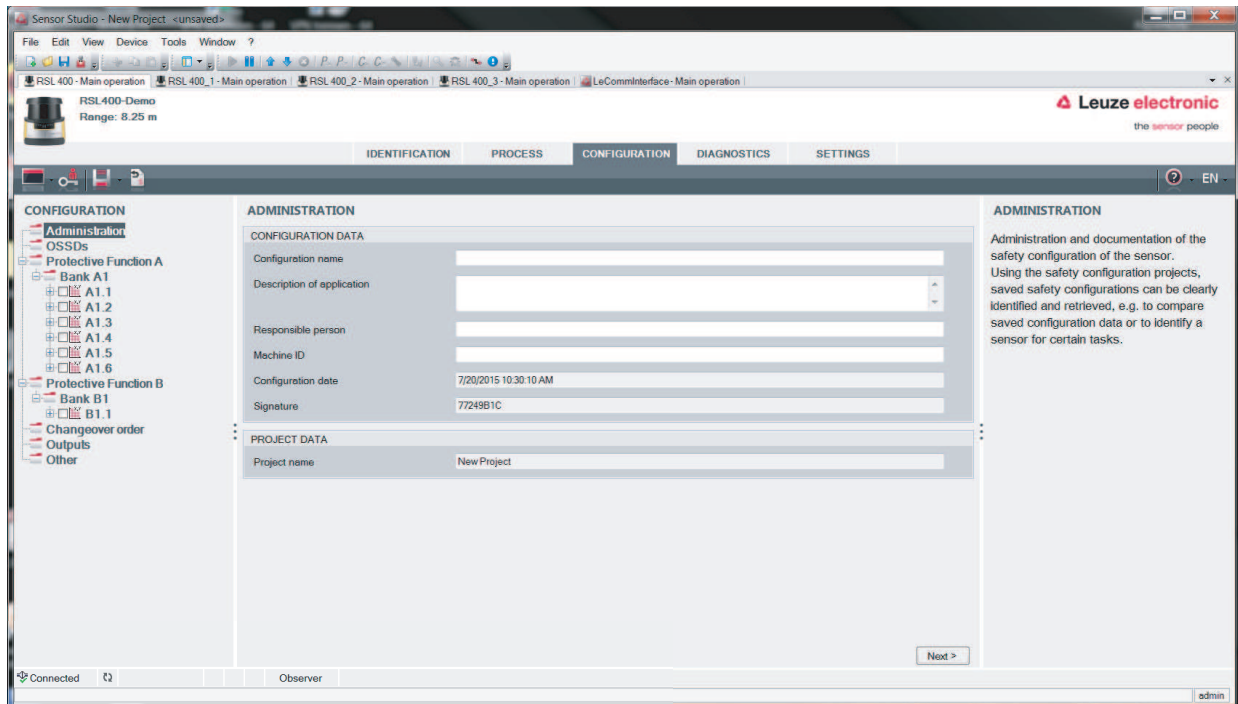 Sensor Studio - New Project <unsaved>
File Edit View Device Tools Window ?
RSL 400 - Main operation RSL 400_1 - Main operation RSL 400_2 - Main operation RSL 400_3 - Main operation LeCommInterface - Main operation
RSL400-Demo
Range: 8.25 m
Leuze electronic
the sensor people
IDENTIFICATION PROCESS CONFIGURATION DIAGNOSTICS SETTINGS
EN
CONFIGURATION
Administration
OSSDs
Protective Function A
Bank A1
A1.1
A1.2
A1.3
A1.4
A1.5
A1.6
Protective Function B
Bank B1
B1.1
Changeover order
Outputs
Other
ADMINISTRATION
CONFIGURATION DATA
Configuration name
Description of application
Responsible person
Machine ID
Configuration date 7/20/2015 10:30:10 AM
Signature 77249B1C
PROJECT DATA
Project name New Project
Next >
ADMINISTRATION
Administration and documentation of the
safety configuration of the sensor.
Using the safety configuration projects,
saved safety configurations can be clearly
identified and retrieved, e.g. to compare
saved configuration data or to identify a
sensor for certain tasks.
Connected Observer
admin